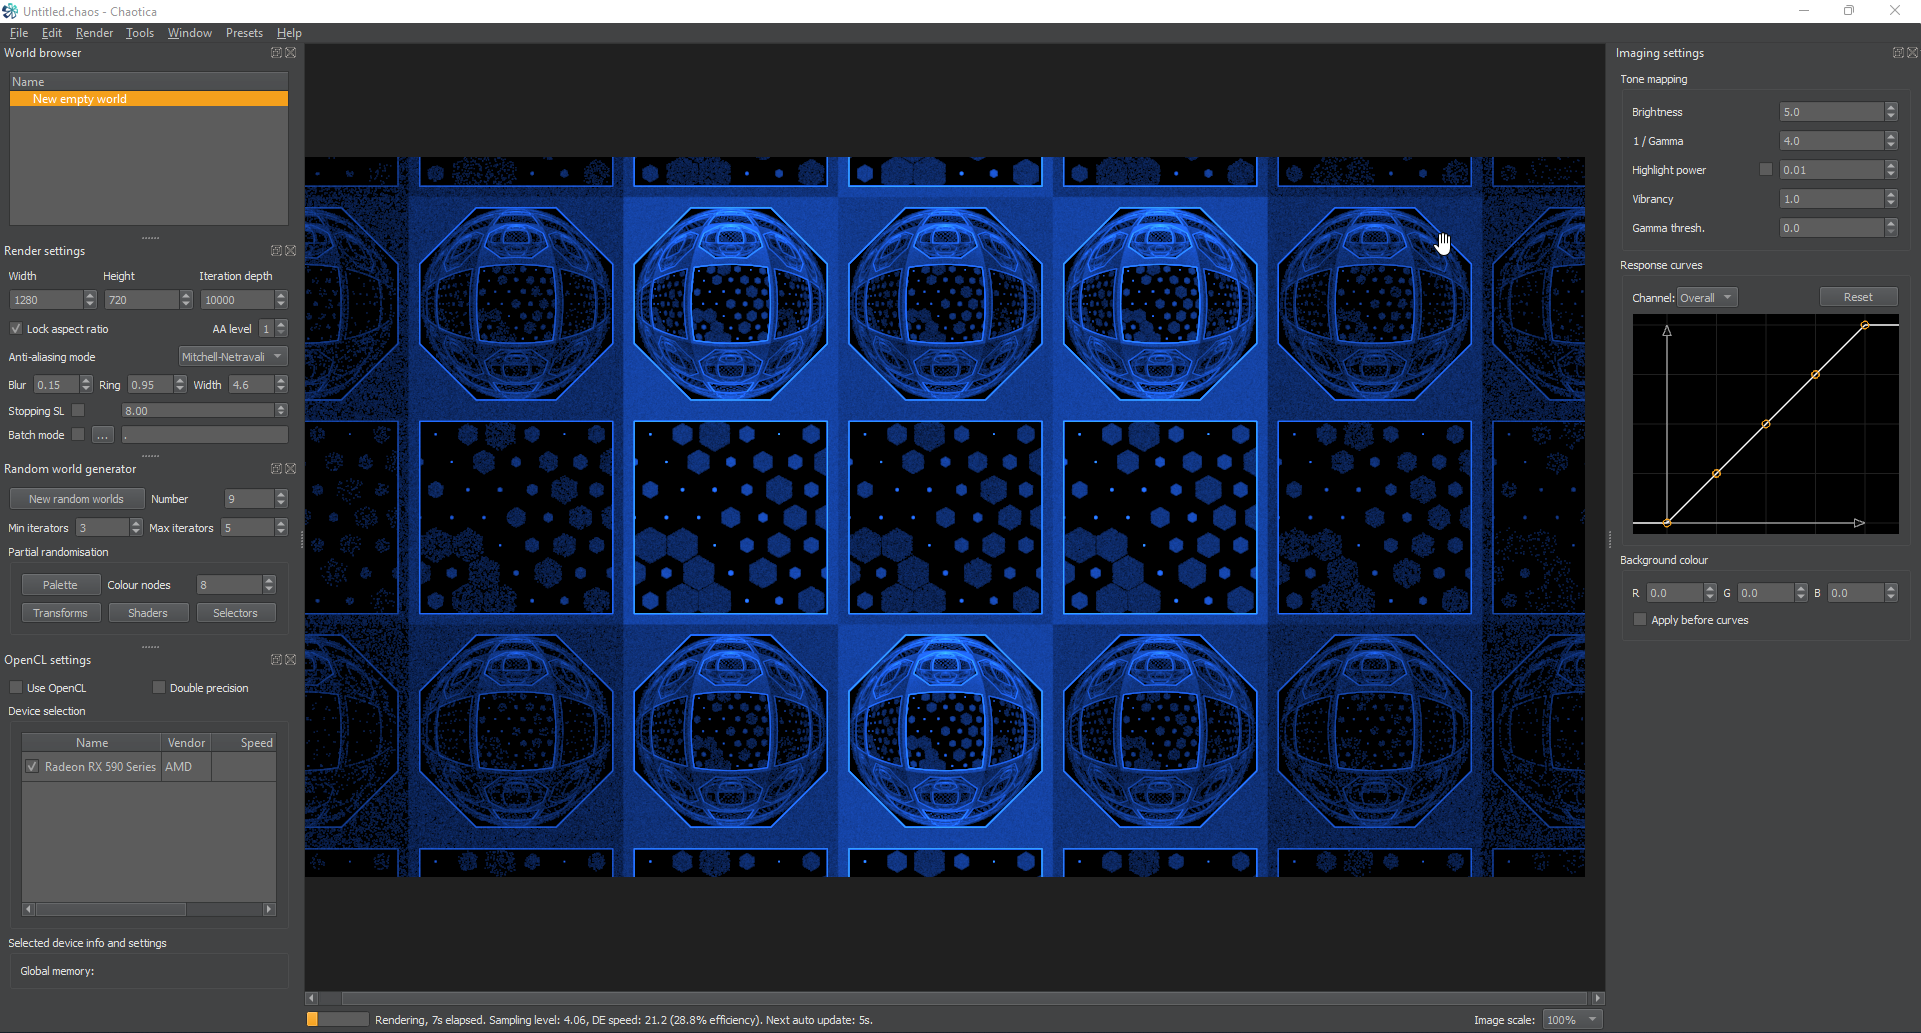 Untitled.chaos - Chaotica
File Edit Render Tools Window Presets Help
World browser
Name
New empty world
Render settings
Width Height Iteration depth
1280 720 10000
Lock aspect ratio AA level 1
Anti-aliasing mode Mitchell-Netravali
Blur 0.15 Ring 0.95 Width 4.6
Stopping SL 8.00
Batch mode ... .
Random world generator
New random worlds Number 9
Min iterators 3 Max iterators 5
Partial randomisation
Palette Colour nodes 8
Transforms Shaders Selectors
OpenCL settings
Use OpenCL Double precision
Device selection
Name Vendor Speed
Radeon RX 590 Series AMD
Selected device info and settings
Global memory:
Rendering, 7s elapsed. Sampling level: 4.06, DE speed: 21.2 (28.8% efficiency). Next auto update: 5s.
Image scale: 100%
Imaging settings
Tone mapping
Brightness 5.0
1 / Gamma 4.0
Highlight power 0.01
Vibrancy 1.0
Gamma thresh. 0.0
Response curves
Channel: Overall Reset
Background colour
R 0.0 G 0.0 B 0.0
Apply before curves